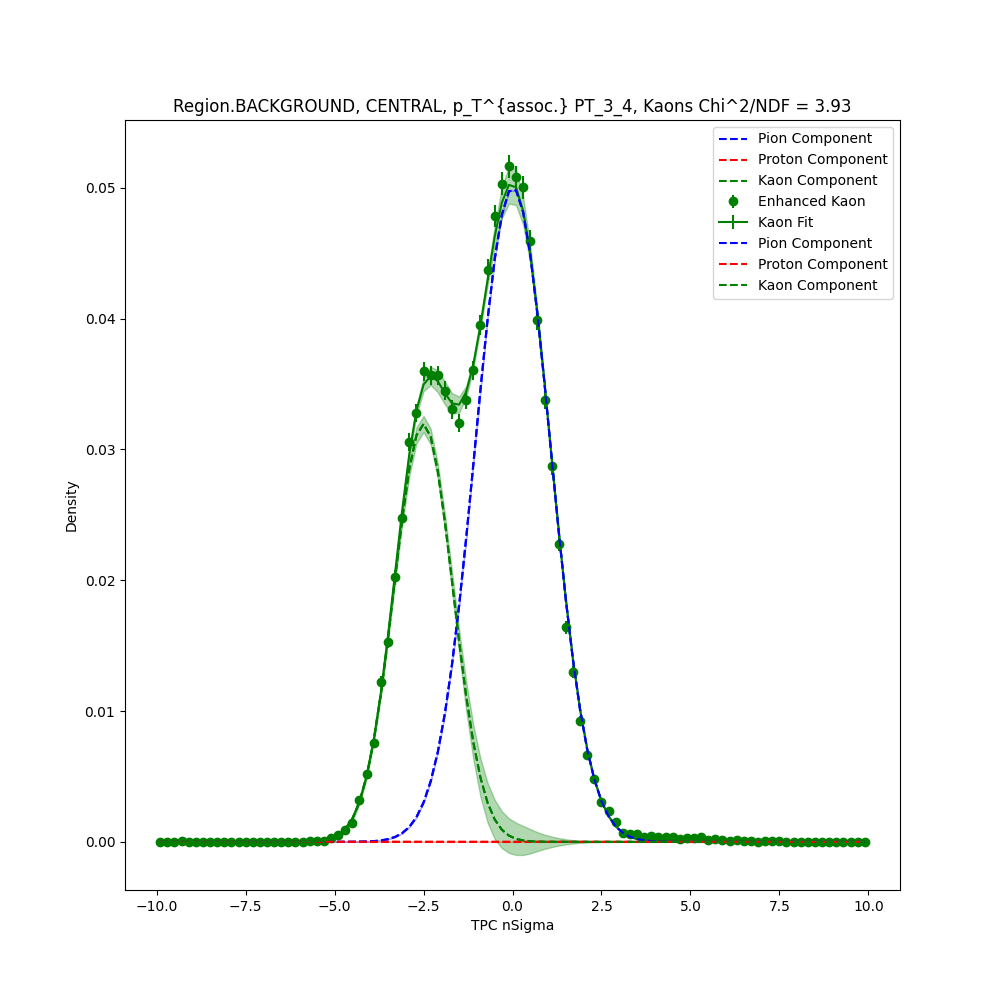 Region.BACKGROUND, CENTRAL, p_T^{assoc.} PT_3_4, Kaons Chi^2/NDF = 3.93
Pion Component
Proton Component
Kaon Component
Enhanced Kaon
Kaon Fit
Pion Component
Proton Component
Kaon Component
0.05
0.04
0.03
0.02
0.01
0.00
Density
−10.0 −7.5 −5.0 −2.5 0.0 2.5 5.0 7.5 10.0
TPC nSigma